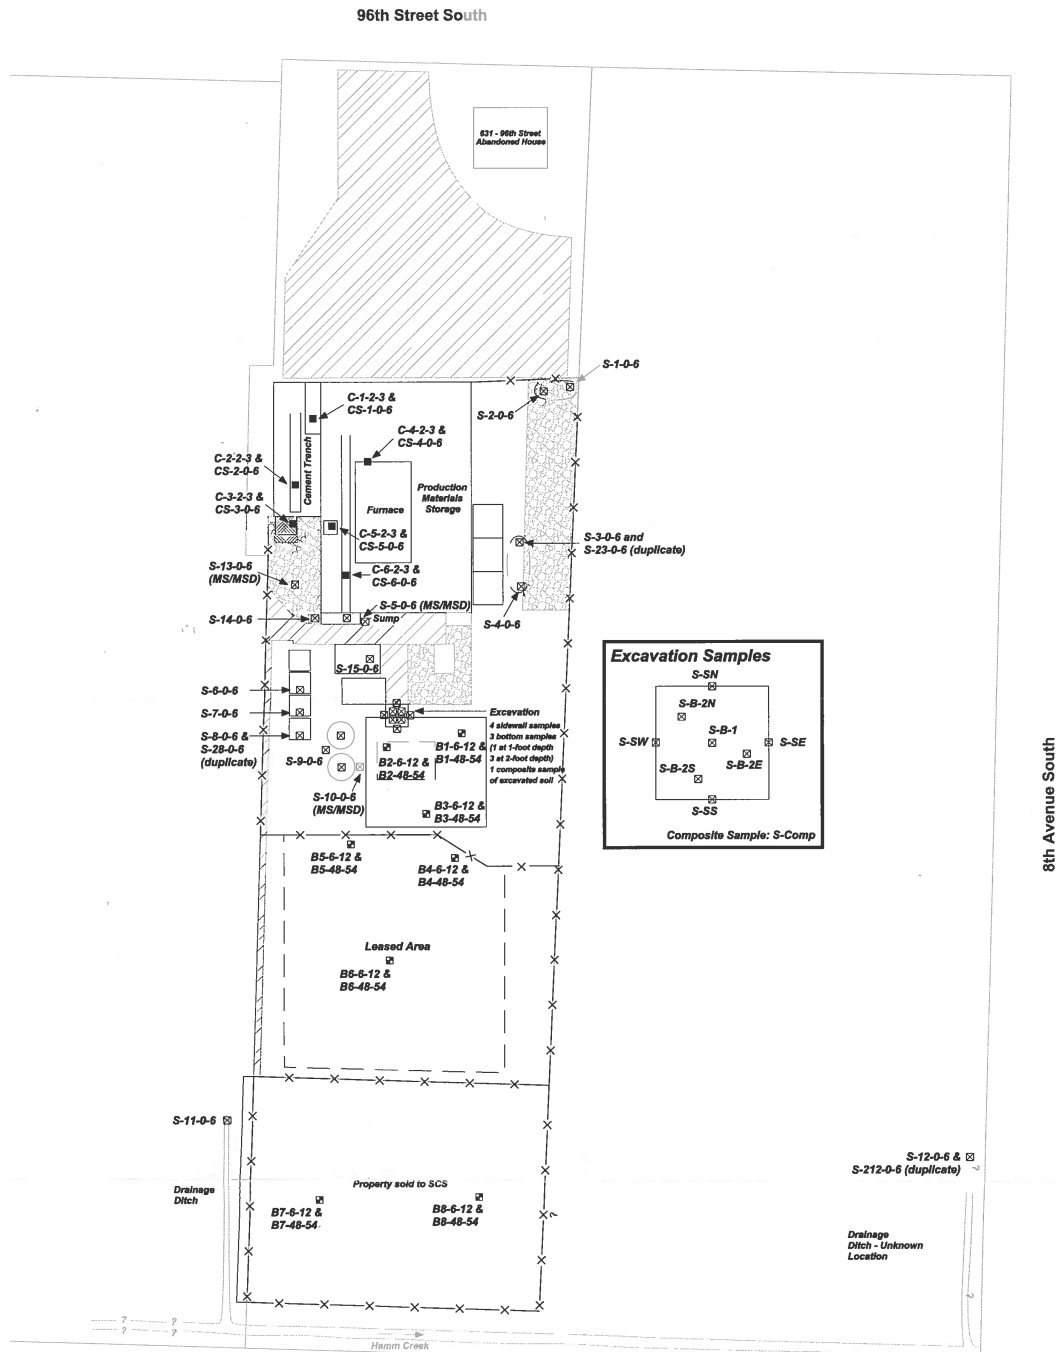 96th Street South
631 - 96th Street
Abandoned House
S-1-0-6
S-2-0-6
C-1-2-3 &
CS-1-0-6
C-4-2-3 &
CS-4-0-6
Cement Trench
C-2-2-3 &
CS-2-0-6
C-3-2-3 &
CS-3-0-6
Production
Materials
Storage
Furnace
C-5-2-3 &
CS-5-0-6
S-3-0-6 and
S-23-0-6 (duplicate)
S-13-0-6
(MS/MSD)
C-6-2-3 &
CS-6-0-6
S-5-0-6 (MS/MSD)
Sump
S-14-0-6
S-4-0-6
S-15-0-6
S-6-0-6
S-7-0-6
S-8-0-6 &
S-28-0-6
(duplicate)
S-9-0-6
S-10-0-6
(MS/MSD)
Excavation
4 sidewall samples
3 bottom samples
(1 at 1-foot depth)
3 at 2-foot depth)
1 composite sample
of excavated soil
B1-6-12 &
B1-48-54
B2-6-12 &
B2-48-54
B3-6-12 &
B3-48-54
Excavation Samples
S-SN
S-B-2N
S-B-1
S-SW
S-SE
S-B-2S
S-B-2E
S-SS
Composite Sample: S-Comp
8th Avenue South
B5-6-12 &
B5-48-54
B4-6-12 &
B4-48-54
Leased Area
B6-6-12 &
B6-48-54
S-11-0-6
Drainage
Ditch
Property sold to SCS
B7-6-12 &
B7-48-54
B8-6-12 &
B8-48-54
?
S-12-0-6 &
S-212-0-6 (duplicate)
?
Drainage
Ditch - Unknown
Location
?
? ?
? ?
Hamm Creek